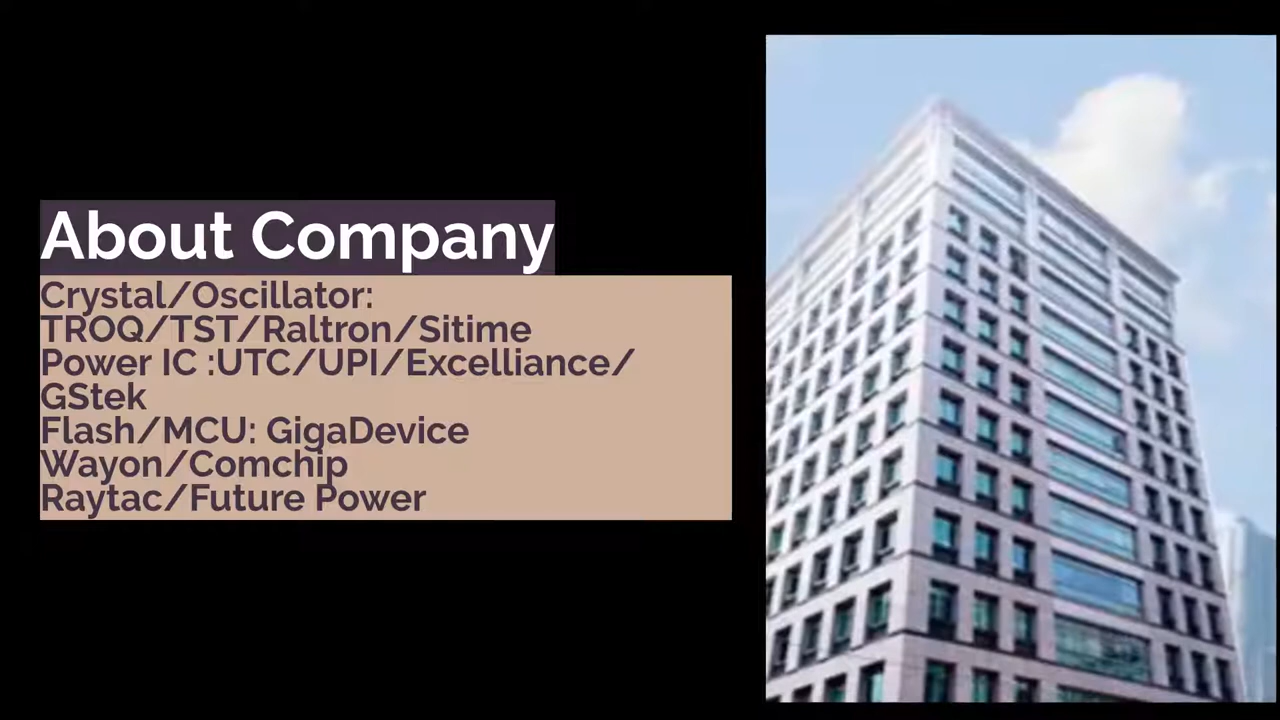 About Company
Crystal/Oscillator:
TROQ/TST/Raltron/Sitime
Power IC :UTC/UPI/Excelliance/
GStek
Flash/MCU: GigaDevice
Wayon/Comchip
Raytac/Future Power